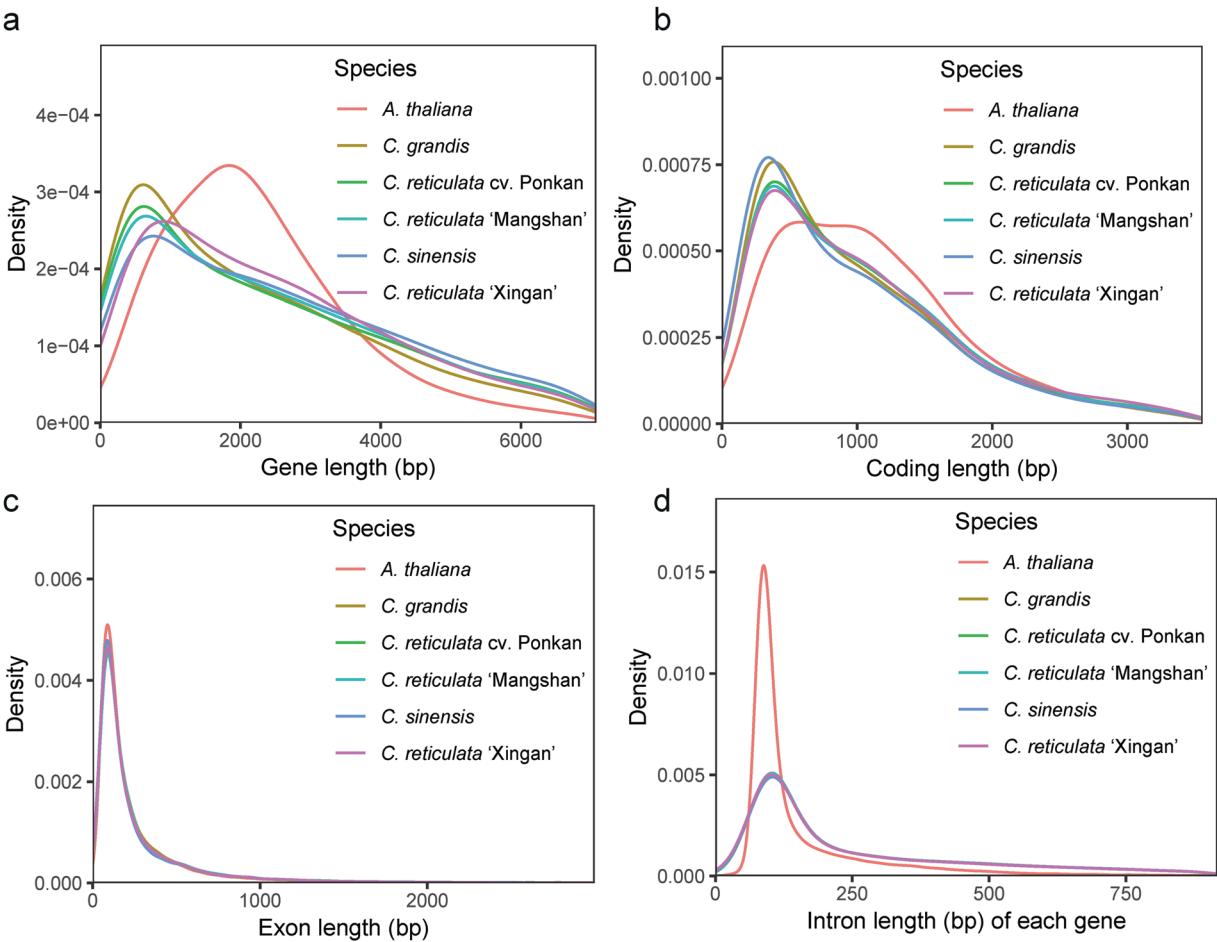 a
Species
A. thaliana
C. grandis
C. reticulata cv. Ponkan
C. reticulata ‘Mangshan’
C. sinensis
C. reticulata ‘Xingan’
Density
4e−04
3e−04
2e−04
1e−04
0e+00
0
2000
4000
6000
Gene length (bp)
b
Species
A. thaliana
C. grandis
C. reticulata cv. Ponkan
C. reticulata ‘Mangshan’
C. sinensis
C. reticulata ‘Xingan’
Density
0.00100
0.00075
0.00050
0.00025
0.00000
0
1000
2000
3000
Coding length (bp)
c
Species
A. thaliana
C. grandis
C. reticulata cv. Ponkan
C. reticulata ‘Mangshan’
C. sinensis
C. reticulata ‘Xingan’
Density
0.006
0.004
0.002
0.000
0
1000
2000
Exon length (bp)
d
Species
A. thaliana
C. grandis
C. reticulata cv. Ponkan
C. reticulata ‘Mangshan’
C. sinensis
C. reticulata ‘Xingan’
Density
0.015
0.010
0.005
0.000
0
250
500
750
Intron length (bp) of each gene